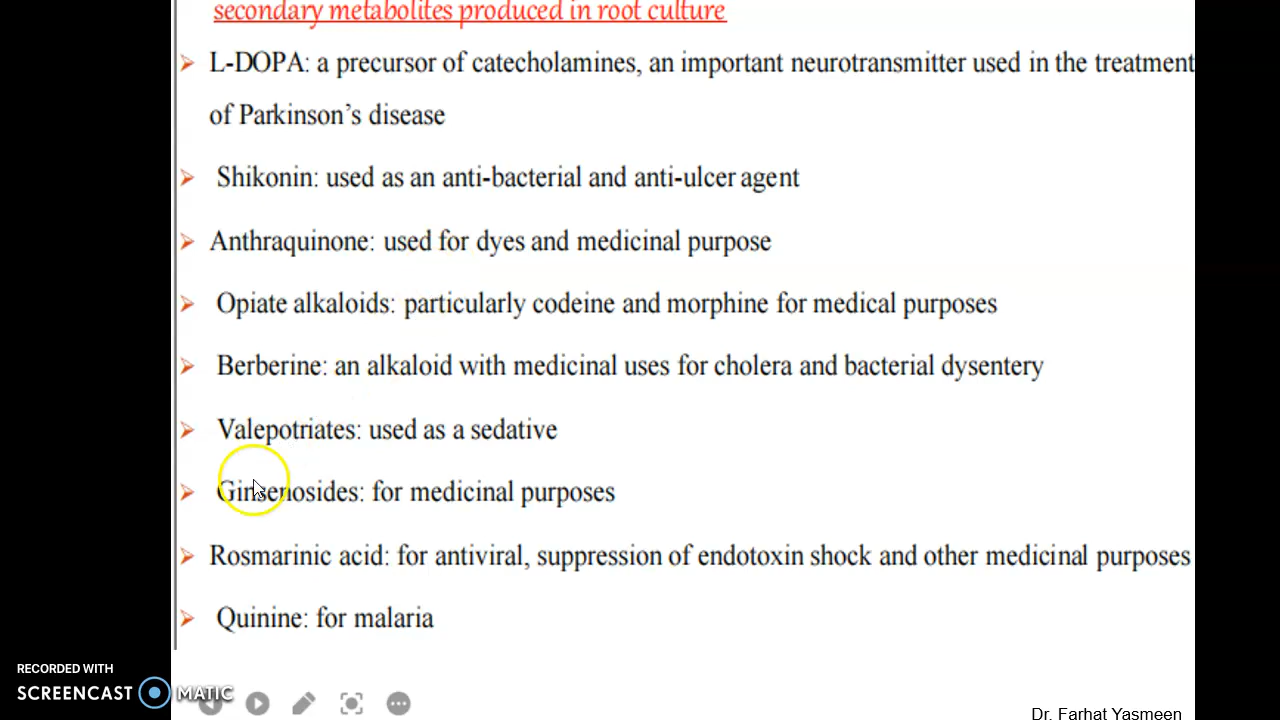 secondary metabolites produced in root culture
L-DOPA: a precursor of catecholamines, an important neurotransmitter used in the treatment
of Parkinson’s disease
Shikonin: used as an anti-bacterial and anti-ulcer agent
Anthraquinone: used for dyes and medicinal purpose
Opiate alkaloids: particularly codeine and morphine for medical purposes
Berberine: an alkaloid with medicinal uses for cholera and bacterial dysentery
Valepotriates: used as a sedative
Ginsenosides: for medicinal purposes
Rosmarinic acid: for antiviral, suppression of endotoxin shock and other medicinal purposes
Quinine: for malaria
RECORDED WITH
SCREENCAST MATIC
Dr. Farhat Yasmeen